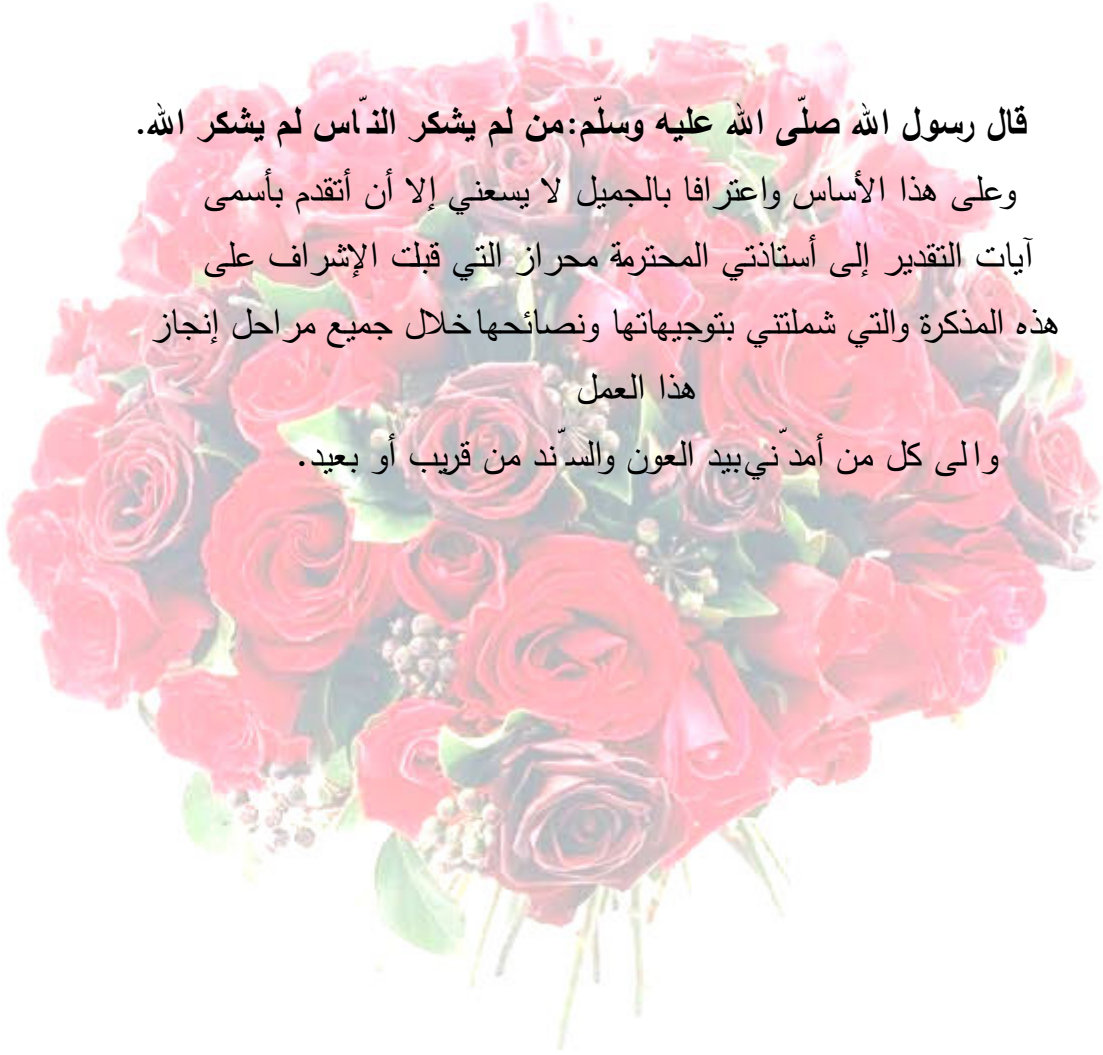 قال رسول الله صلّى الله عليه وسلّم:من لم يشكر النّاس لم يشكر الله.
وعلى هذا الأساس واعترافا بالجميل لا يسعني إلا أن أتقدم بأسمى
آيات التقدير إلى أستاذتي المحترمة محراز التي قبلت الإشراف على
هذه المذكرة والتي شملتني بتوجيهاتها ونصائحها خلال جميع مراحل إنجاز
هذا العمل
والى كل من أمدّني بيد العون والسّند من قريب أو بعيد.